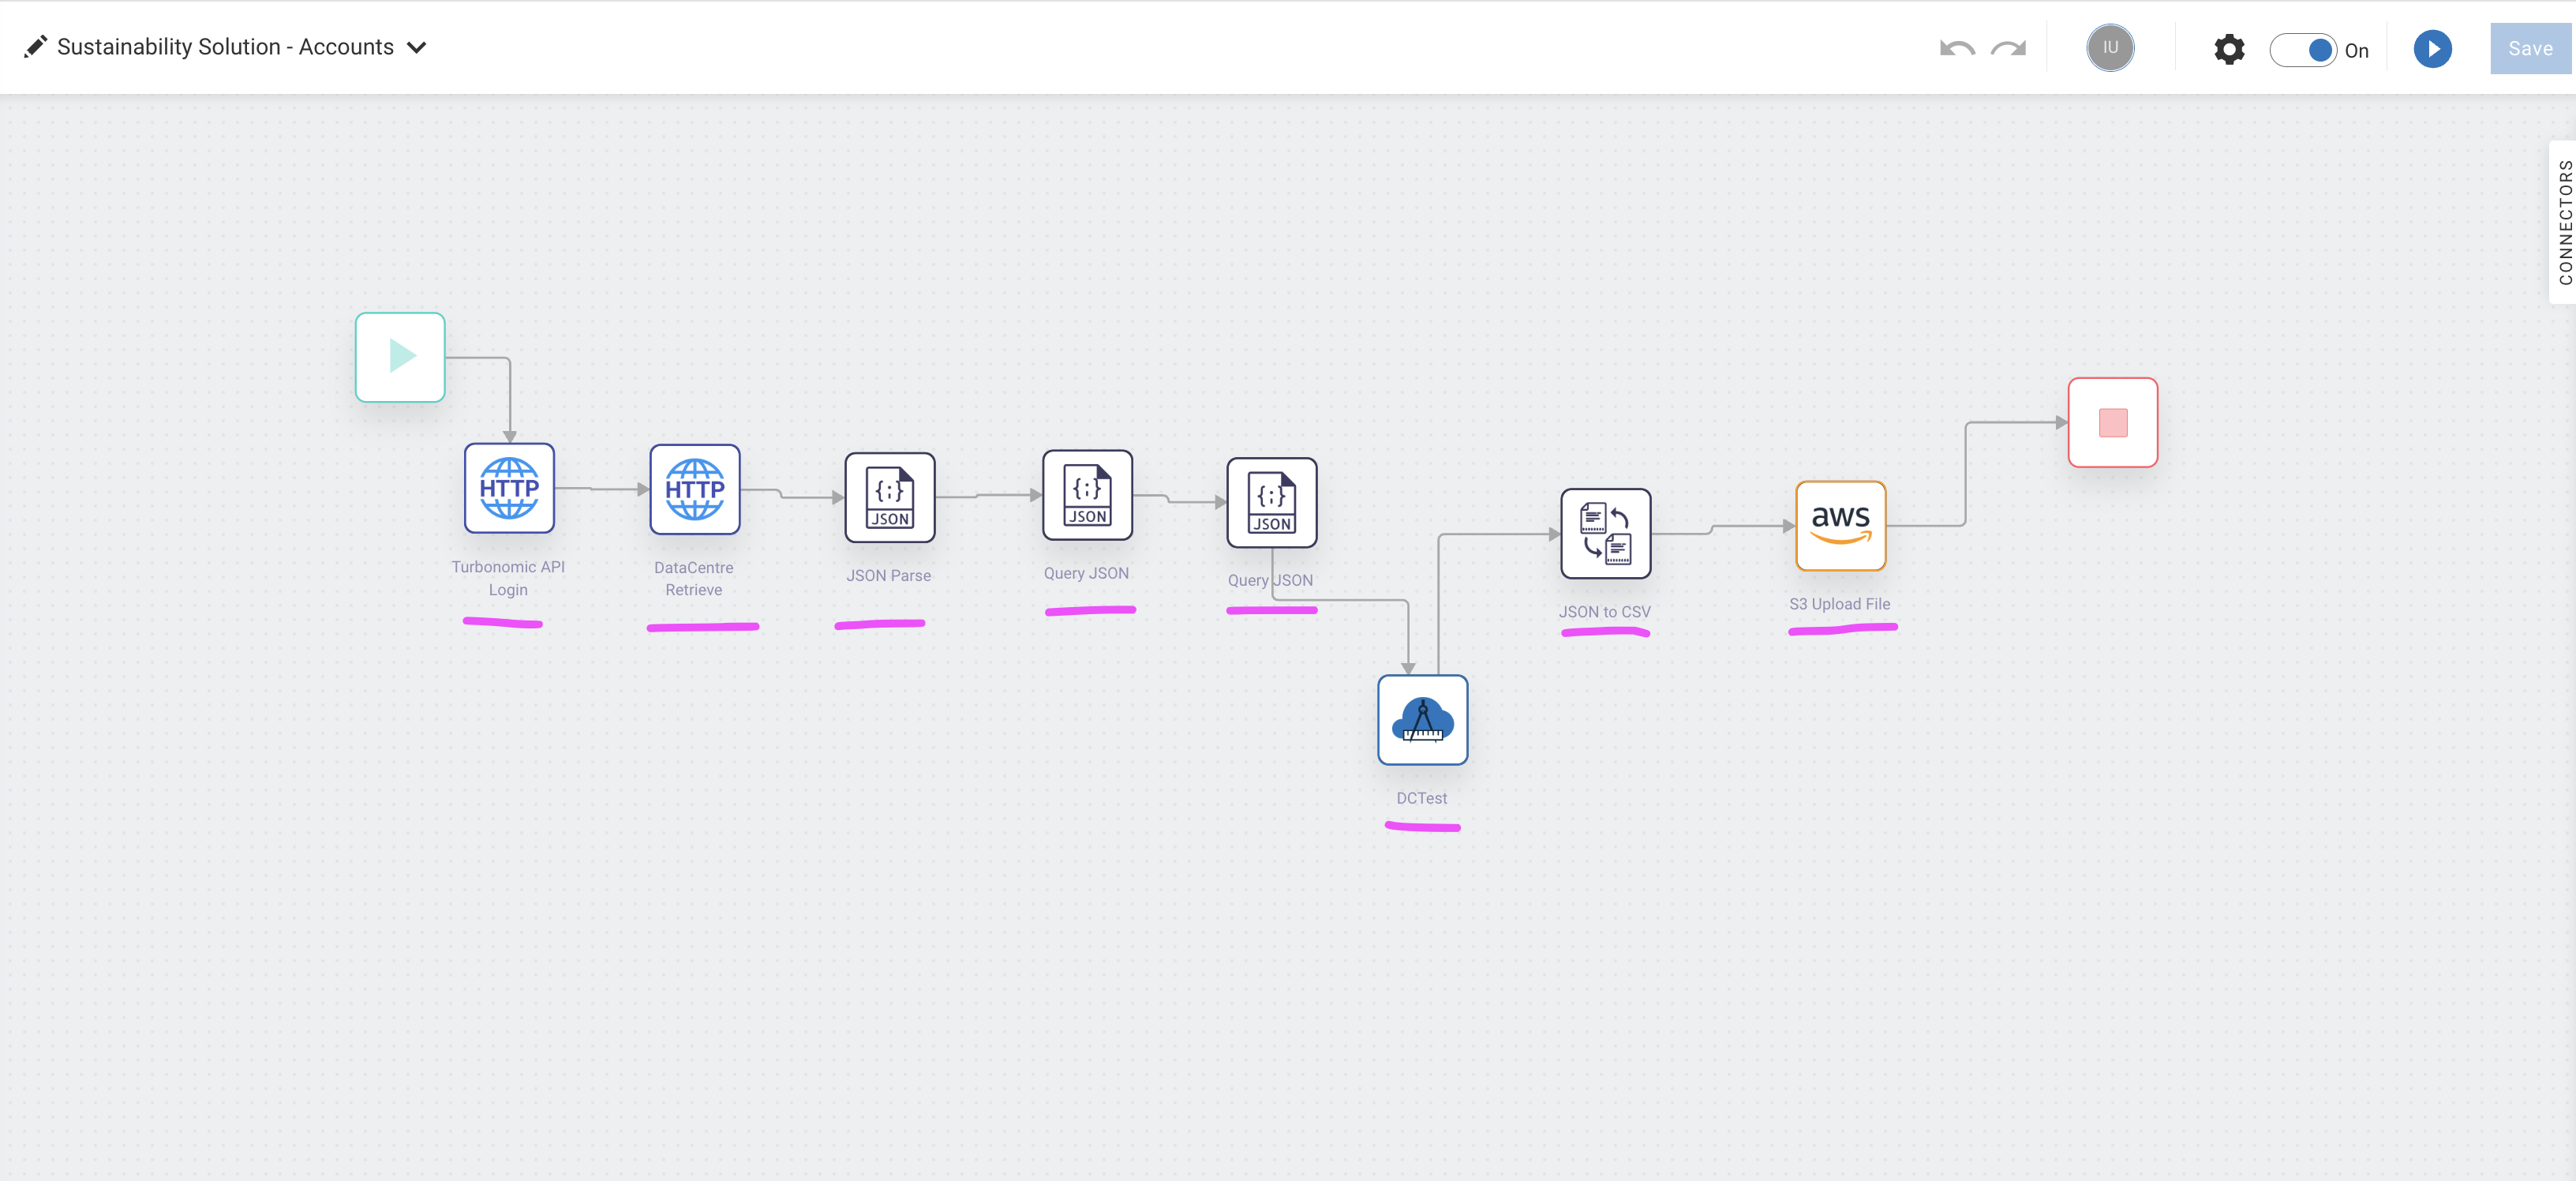 Sustainability Solution - Accounts
IU
On
Save
CONNECTORS
HTTP
HTTP
{;}
JSON
{;}
JSON
{;}
JSON
aws
Turbonomic API
Login
DataCentre
Retrieve
JSON Parse
Query JSON
Query JSON
JSON to CSV
S3 Upload File
DCTest